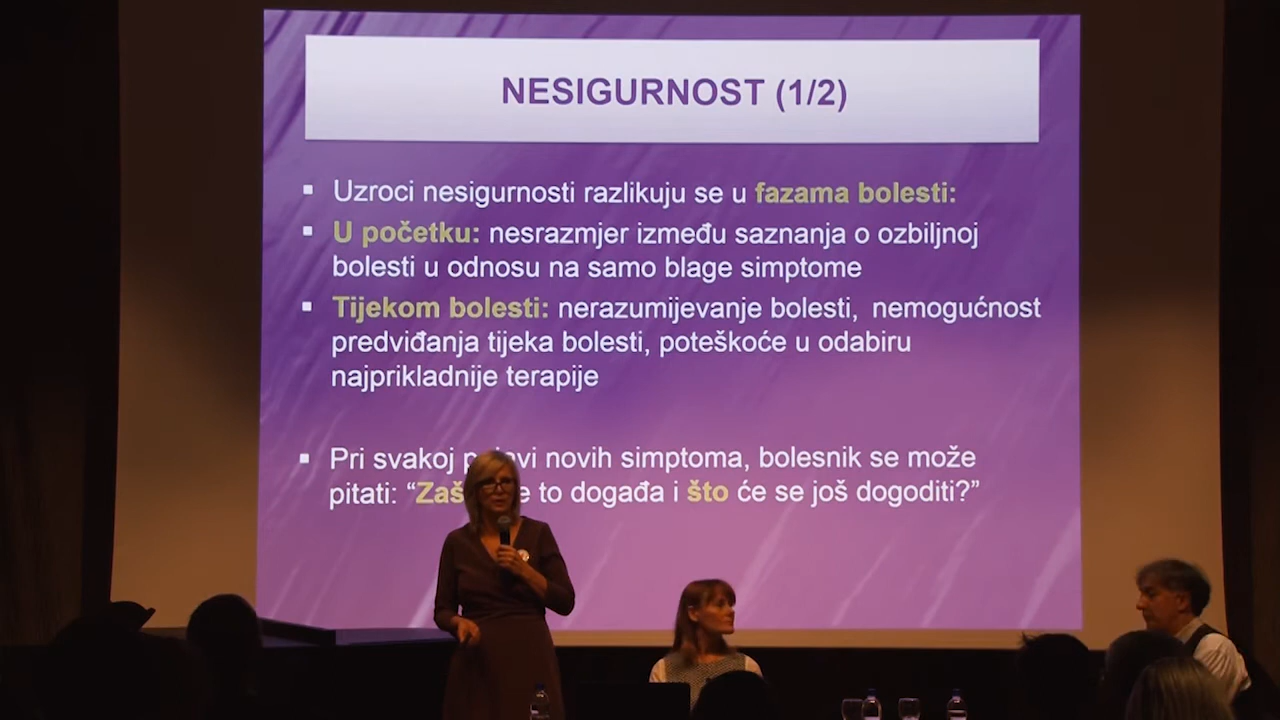 NESIGURNOST (1/2)
▪ Uzroci nesigurnosti razlikuju se u fazama bolesti:
▪ U početku: nesrazmjer između saznanja o ozbiljnoj
bolesti u odnosu na samo blage simptome
▪ Tijekom bolesti: nerazumijevanje bolesti, nemogućnost
predviđanja tijeka bolesti, poteškoće u odabiru
najprikladnije terapije
▪ Pri svakoj novih simptoma, bolesnik se može
pitati: “ to događa i što će se još dogoditi?”